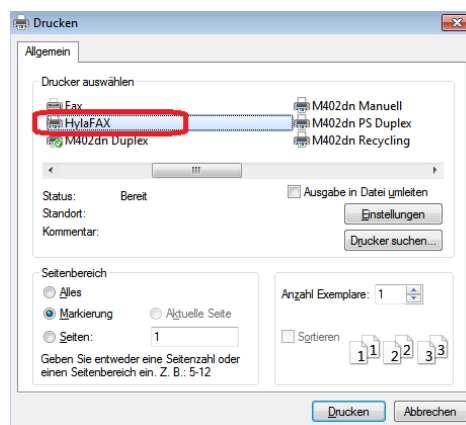 Drucken
Allgemein
Drucker auswählen
Fax
HylaFAX
M402dn Duplex
M402dn Manuell
M402dn PS Duplex
M402dn Recycling
Status: Bereit
Standort:
Kommentar:
Ausgabe in Datei umleiten
Einstellungen
Drucker suchen...
Seitenbereich
Alles
Markierung
Aktuelle Seite
Seiten: 1
Geben Sie entweder eine Seitenzahl oder
einen Seitenbereich ein. Z. B.: 5-12
Anzahl Exemplare: 1
Sortieren
1 1 2 2 3 3
Drucken
Abbrechen